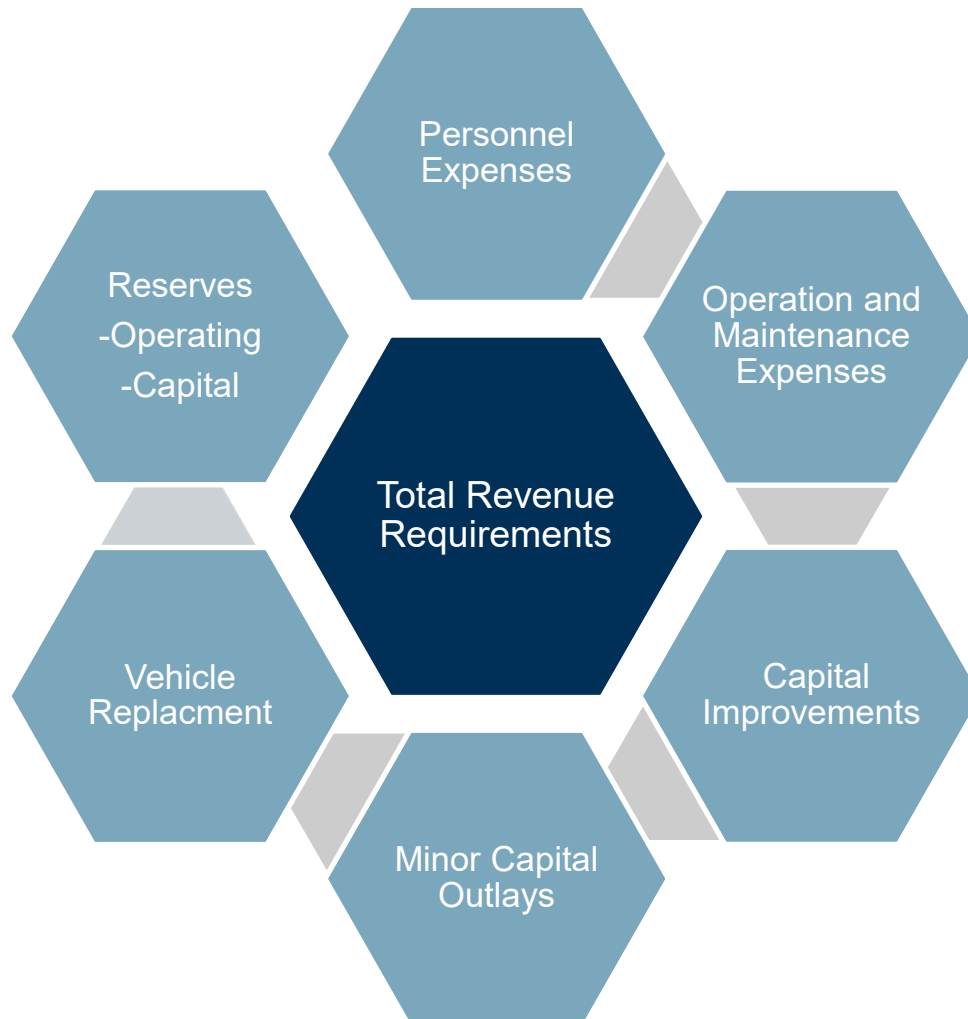 Personnel
Expenses
Operation and
Maintenance
Expenses
Capital
Improvements
Minor Capital
Outlays
Vehicle
Replacment
Reserves
-Operating
-Capital
Total Revenue
Requirements